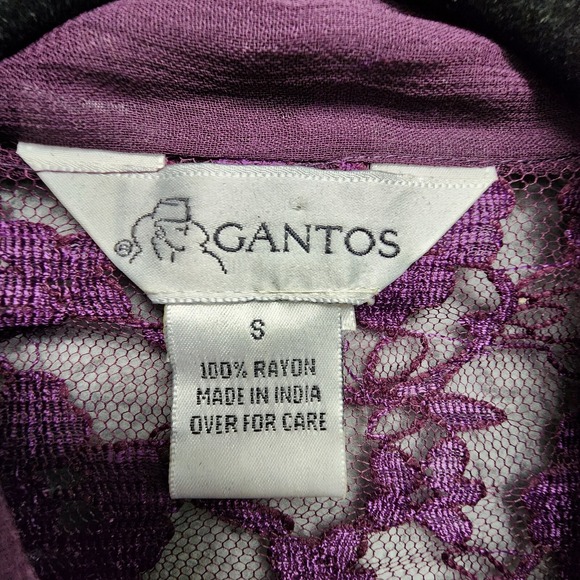 GANTOS
S
100% RAYON
MADE IN INDIA
OVER FOR CARE